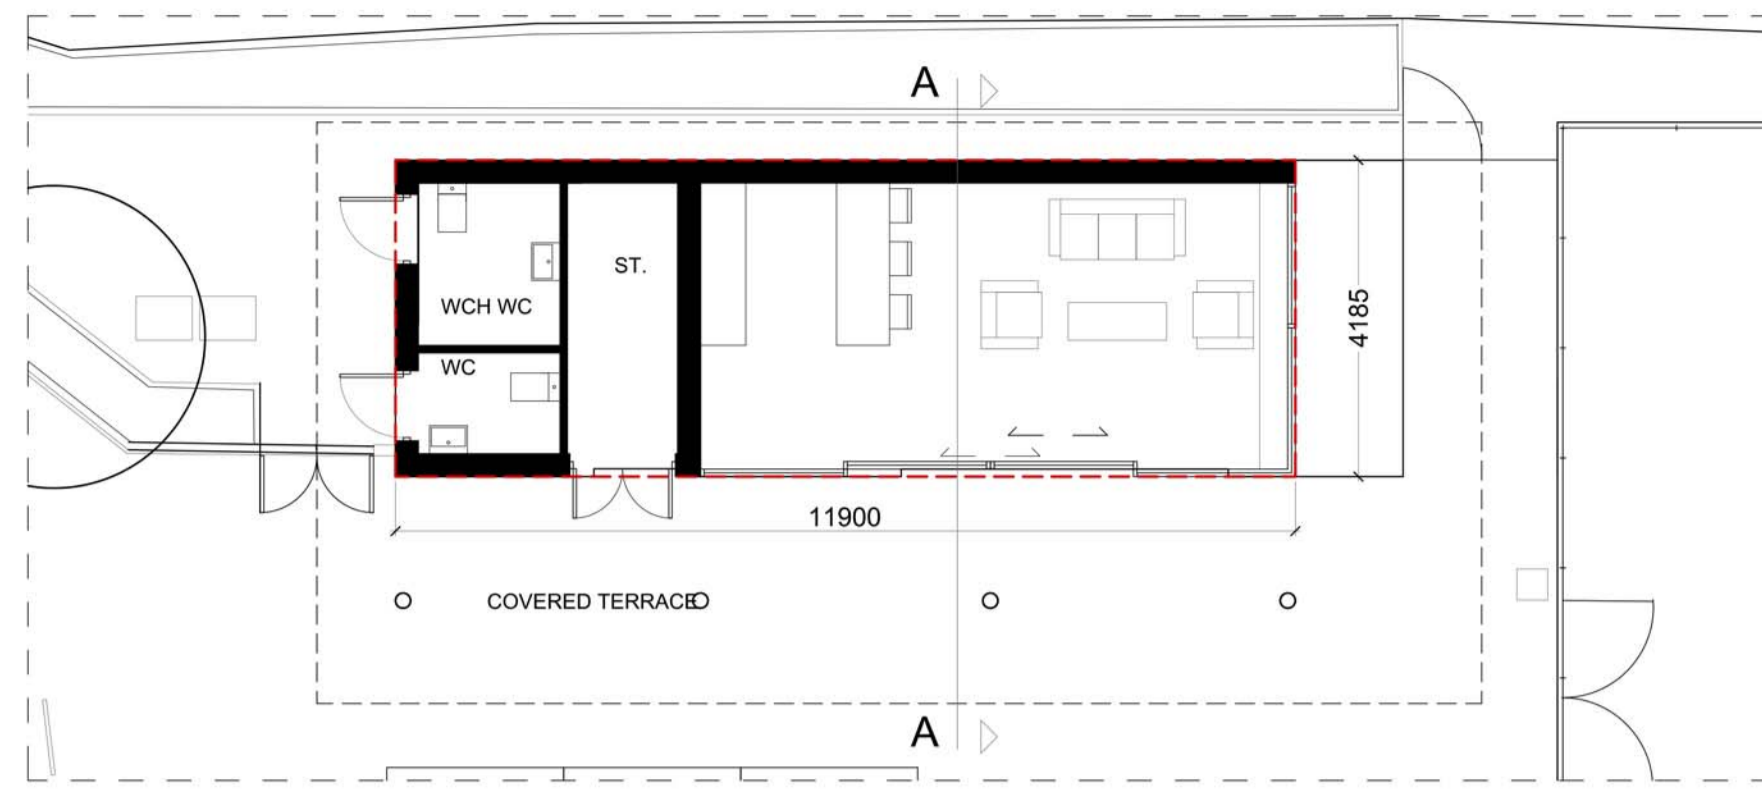 A
ST.
WCH WC
4185
WC
11900
COVERED TERRACE
A